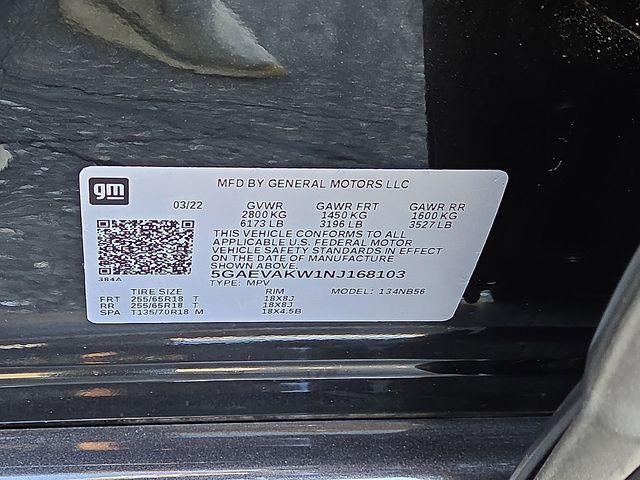 gm
MFD BY GENERAL MOTORS LLC
03/22 GVWR GAWR FRT GAWR RR
2800 KG 1450 KG 1600 KG
6173 LB 3196 LB 3527 LB
THIS VEHICLE CONFORMS TO ALL
APPLICABLE U.S. FEDERAL MOTOR
VEHICLE SAFETY STANDARDS IN EFFECT
ON THE DATE OF MANUFACTURE
SHOWN ABOVE.
5GAEVAKW1NJ168103
384A
TYPE: MPV MODEL: 134NB56
TIRE SIZE RIM
FRT 255/65R18 T 18X8J
RR 255/65R18 T 18X8J
SPA T135/70R18 M 18X4.5B